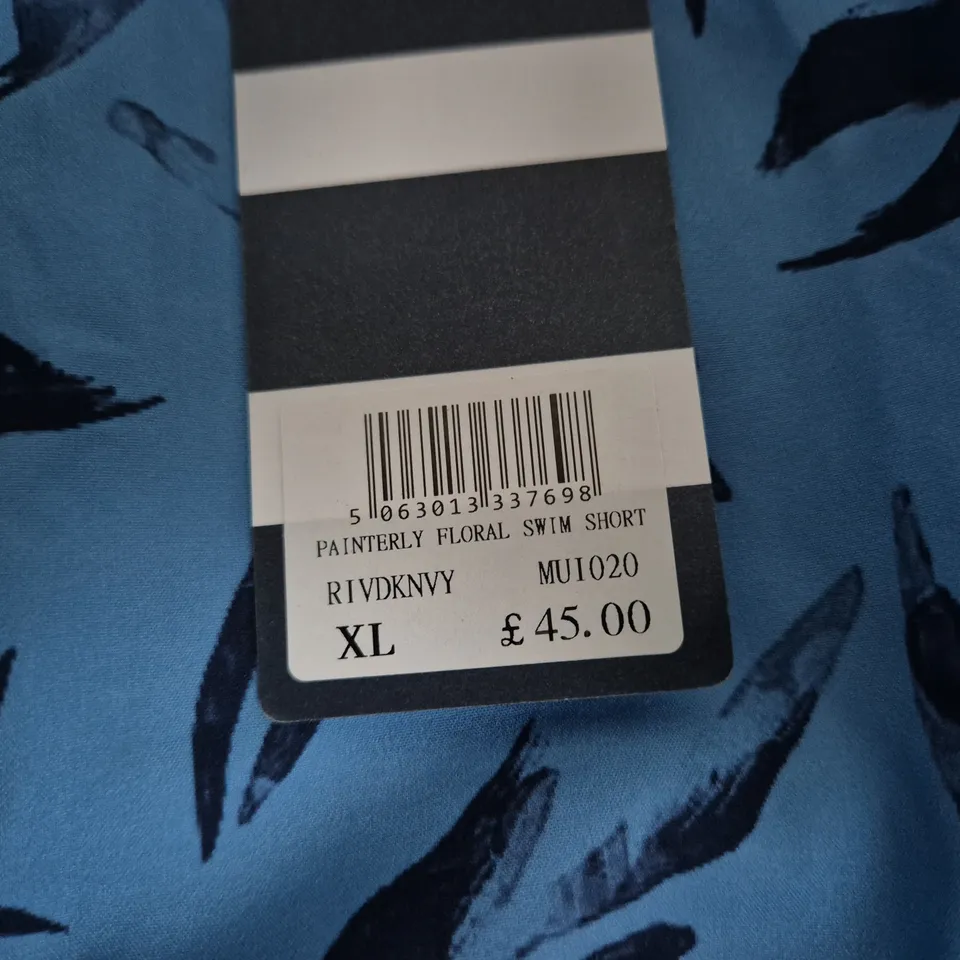 5 063013 337698
PAINTERLY FLORAL SWIM SHORT
RIVDKNVY MUI020
XL £45.00